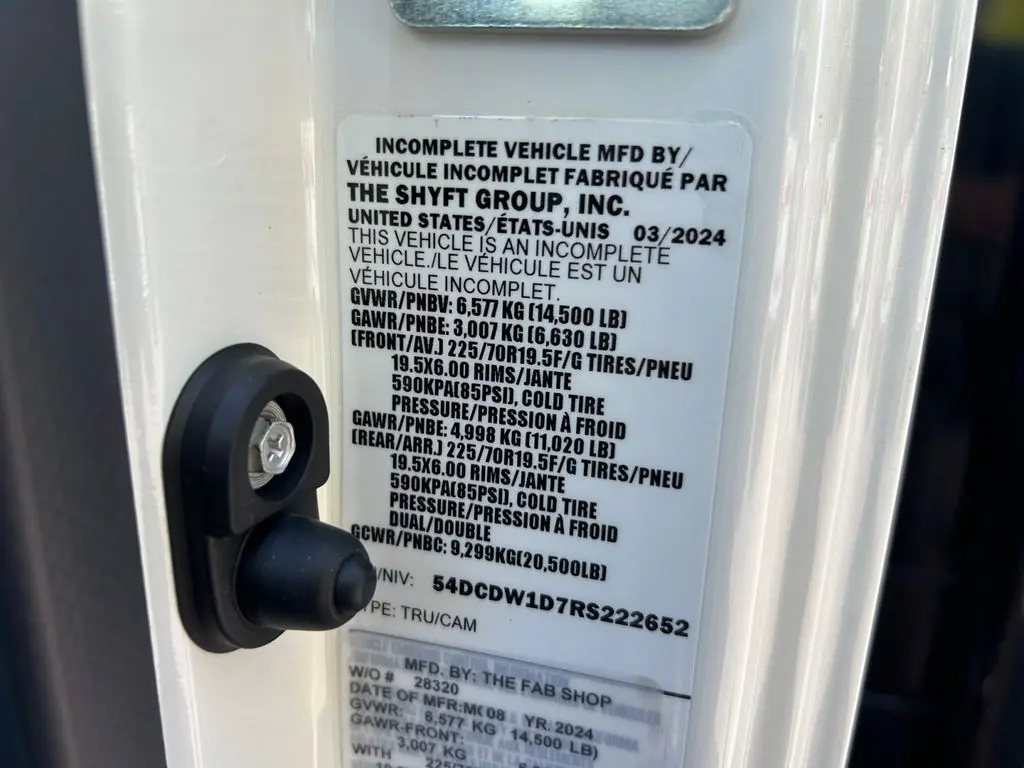 INCOMPLETE VEHICLE MFD BY/
VÉHICULE INCOMPLET FABRIQUÉ PAR
THE SHYFT GROUP, INC.
UNITED STATES/ÉTATS-UNIS 03/2024
THIS VEHICLE IS AN INCOMPLETE
VEHICLE./LE VÉHICULE EST UN
VÉHICULE INCOMPLET.
GVWR/PNBV: 6,577 KG (14,500 LB)
GAWR/PNBE: 3,007 KG (6,630 LB)
(FRONT/AV.) 225/70R19.5F/G TIRES/PNEU
19.5X6.00 RIMS/JANTE
590KPA(85PSI), COLD TIRE
PRESSURE/PRESSION À FROID
GAWR/PNBE: 4,998 KG (11,020 LB)
(REAR/ARR.) 225/70R19.5F/G TIRES/PNEU
19.5X6.00 RIMS/JANTE
590KPA(85PSI), COLD TIRE
PRESSURE/PRESSION À FROID
DUAL/DOUBLE
GCWR/PNBC: 9,299KG(20,500LB)
/NIV: 54DCDW1D7RS222652
PE: TRU/CAM
MFD. BY: THE FAB SHOP
W/O # 28320
DATE OF MFR: MO 08 YR. 2024
GVWR: 6,577 KG 14,500 LB)
GAWR-FRONT:
3,007 KG
WITH